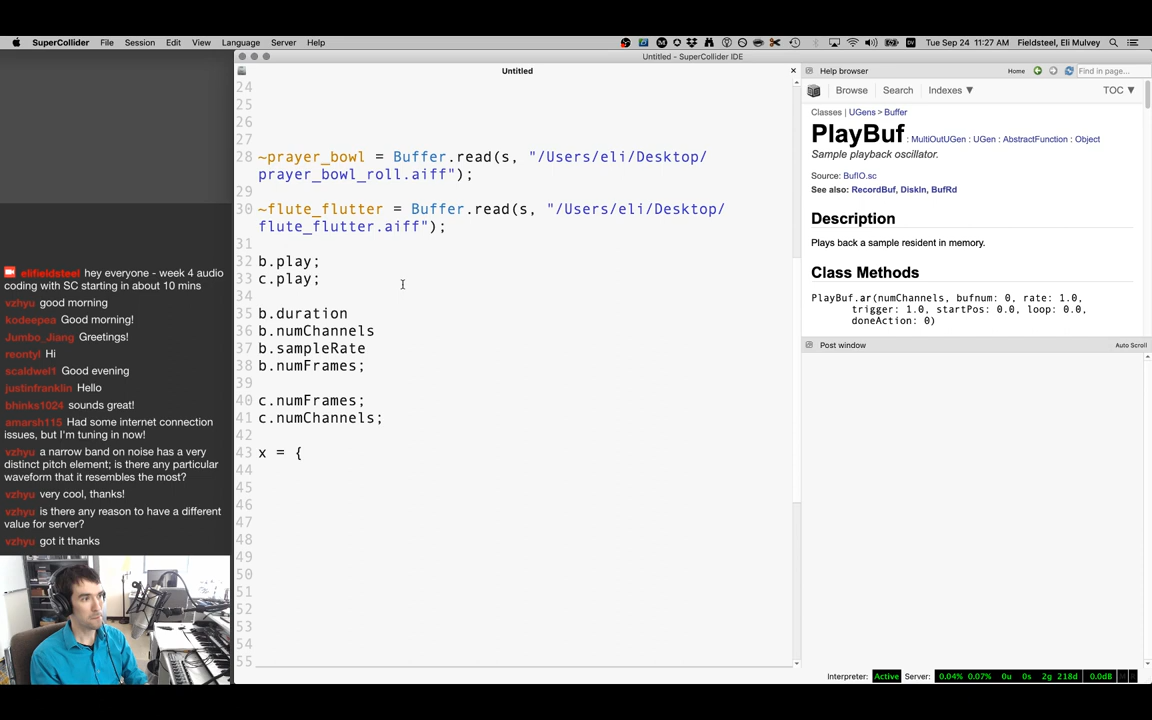 SuperCollider File Session Edit View Language Server Help
Tue Sep 24 11:27 AM Fieldsteel, Eli Mulvey
Untitled - SuperCollider IDE
Untitled
24
25
26
27
28 ~prayer_bowl = Buffer.read(s, "/Users/eli/Desktop/
prayer_bowl_roll.aiff");
29
30 ~flute_flutter = Buffer.read(s, "/Users/eli/Desktop/
flute_flutter.aiff");
31
32 b.play;
33 c.play;
34
35 b.duration
36 b.numChannels
37 b.sampleRate
38 b.numFrames;
39
40 c.numFrames;
41 c.numChannels;
42
43 x = {
44
45
46
47
48
49
50
51
52
53
54
55
elifieldsteel hey everyone - week 4 audio
coding with SC starting in about 10 mins
vzhyu good morning
kodeepea Good morning!
Jumbo_Jiang Greetings!
reontyl Hi
scaldwel1 Good evening
justinfranklin Hello
bhinks1024 sounds great!
amarsh115 Had some internet connection
issues, but I'm tuning in now!
vzhyu a narrow band on noise has a very
distinct pitch element; is there any particular
waveform that it resembles the most?
vzhyu very cool, thanks!
vzhyu is there any reason to have a different
value for server?
vzhyu got it thanks
Help browser Home Find in page...
Browse Search Indexes ▼ TOC ▼
Classes | UGens > Buffer
PlayBuf : MultiOutUGen : UGen : AbstractFunction : Object
Sample playback oscillator.
Source: BufIO.sc
See also: RecordBuf, DiskIn, BufRd
Description
Plays back a sample resident in memory.
Class Methods
PlayBuf.ar(numChannels, bufnum: 0, rate: 1.0,
trigger: 1.0, startPos: 0.0, loop: 0.0,
doneAction: 0)
Post window Auto Scroll
Interpreter: Active Server: 0.04% 0.07% 0u 0s 2g 218d 0.0dB M R